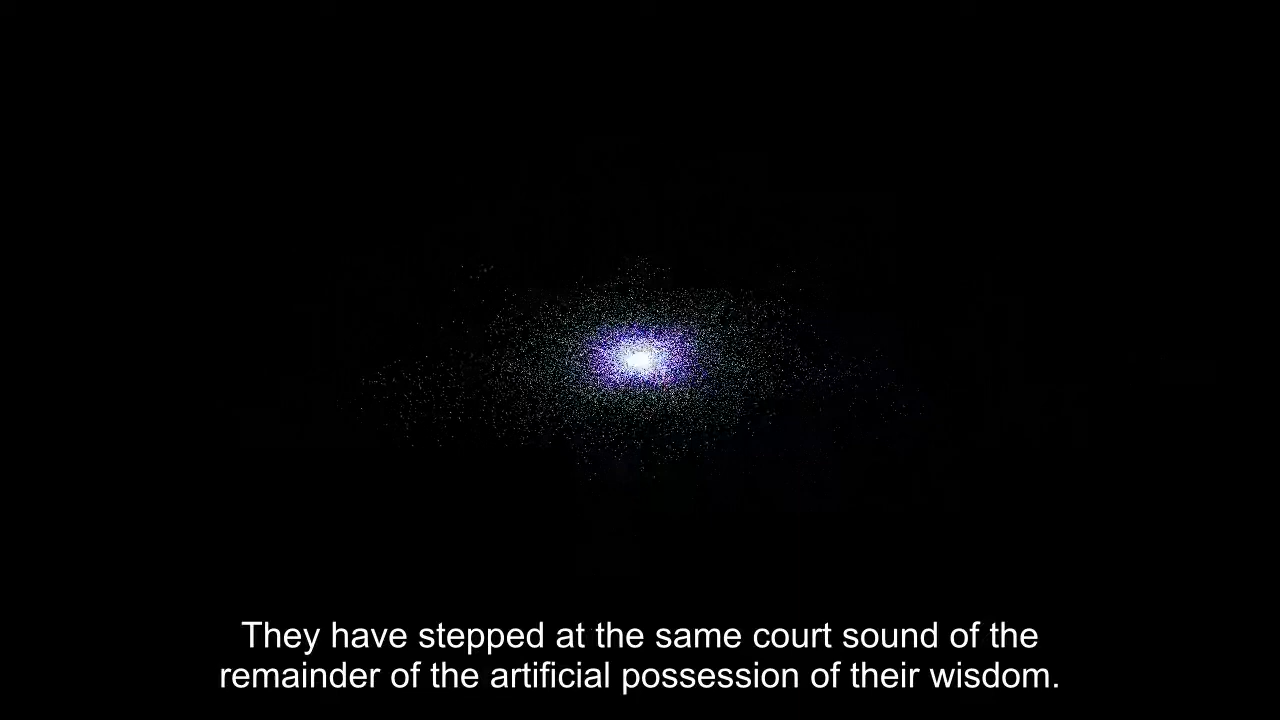 They have stepped at the same court sound of the
remainder of the artificial possession of their wisdom.